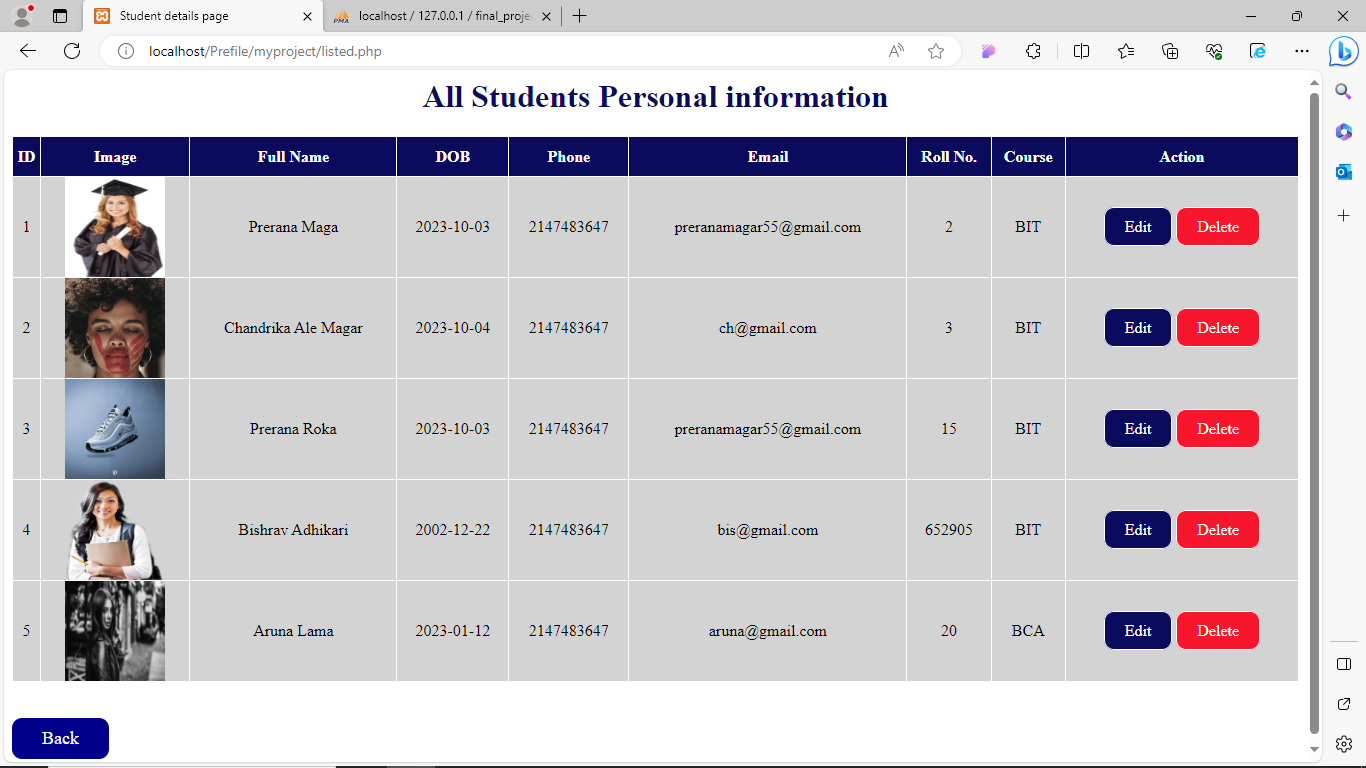 Student details page
localhost / 127.0.0.1 / final_proje
localhost/Prefile/myproject/listed.php
All Students Personal information
ID Image Full Name DOB Phone Email Roll No. Course Action
1 Prerana Maga 2023-10-03 2147483647 preranamagar55@gmail.com 2 BIT Edit Delete
2 Chandrika Ale Magar 2023-10-04 2147483647 ch@gmail.com 3 BIT Edit Delete
3 Prerana Roka 2023-10-03 2147483647 preranamagar55@gmail.com 15 BIT Edit Delete
4 Bishrav Adhikari 2002-12-22 2147483647 bis@gmail.com 652905 BIT Edit Delete
5 Aruna Lama 2023-01-12 2147483647 aruna@gmail.com 20 BCA Edit Delete
Back